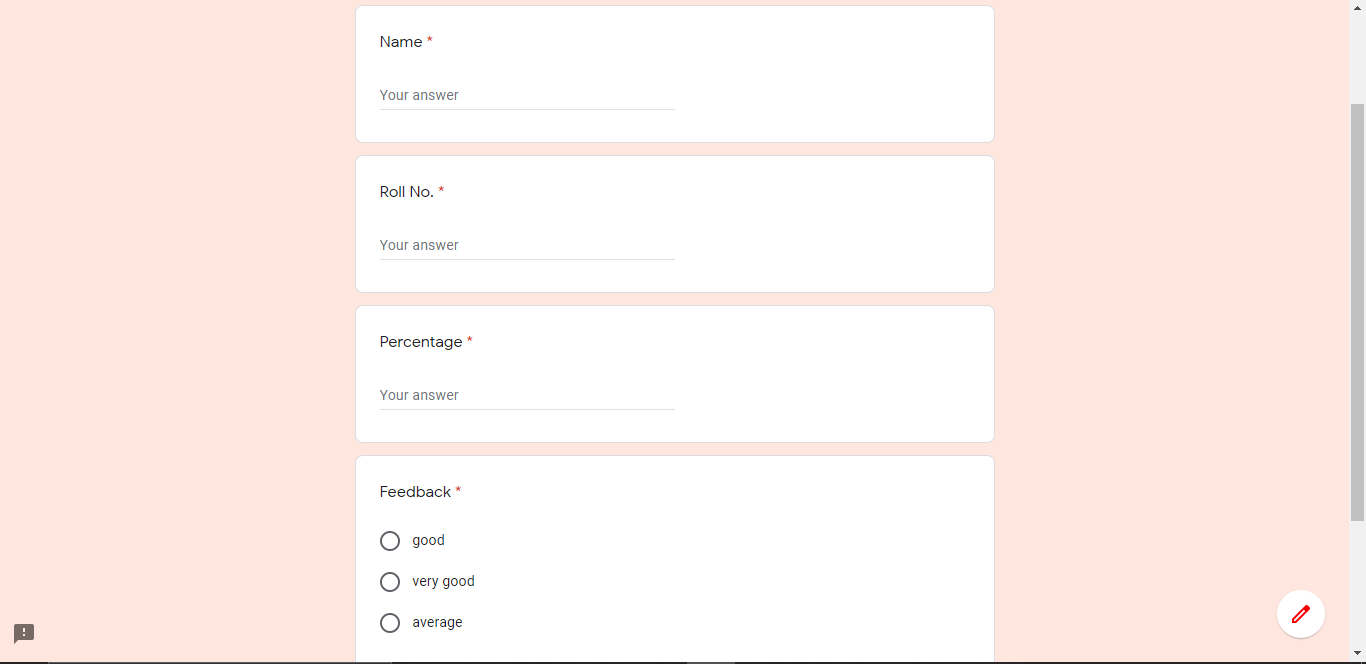 Name *
Your answer
Roll No. *
Your answer
Percentage *
Your answer
Feedback *
good
very good
average